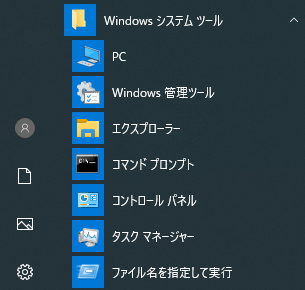 Windows システム ツール
PC
Windows 管理ツール
エクスプローラー
コマンド プロンプト
コントロール パネル
タスク マネージャー
ファイル名を指定して実行